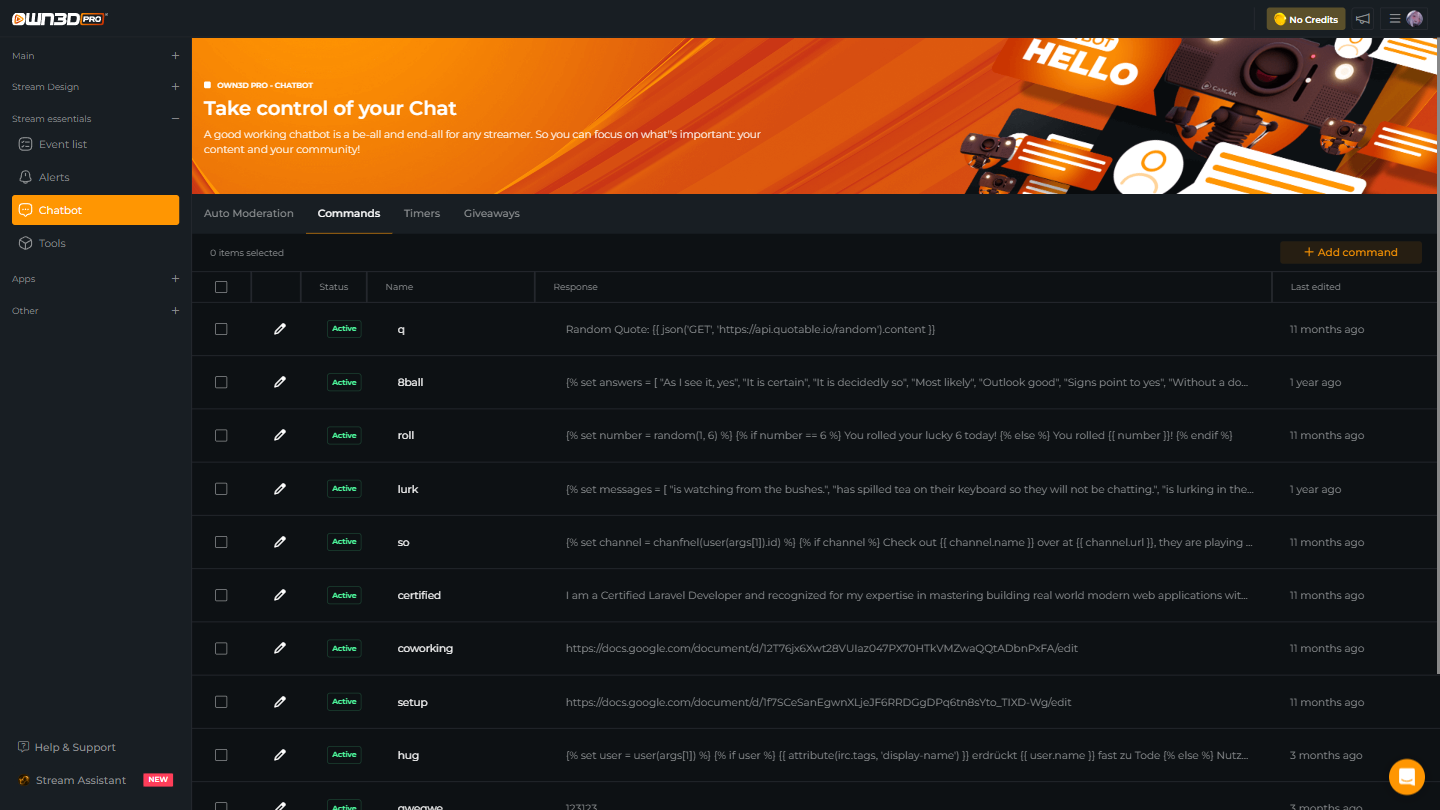 OWN3D PRO
No Credits
Main
Stream Design
Stream essentials
Event list
Alerts
Chatbot
Tools
Apps
Other
Help & Support
Stream Assistant NEW
OWN3D PRO - CHATBOT
Take control of your Chat
A good working chatbot is a be-all and end-all for any streamer. So you can focus on what"s important: your
content and your community!
BOT
HELLO
Auto Moderation Commands Timers Giveaways
0 items selected + Add command
Status Name Response Last edited
Active q Random Quote: {{ json('GET', 'https://api.quotable.io/random').content }} 11 months ago
Active 8ball {% set answers = [ "As I see it, yes", "It is certain", "It is decidedly so", "Most likely", "Outlook good", "Signs point to yes", "Without a do... 1 year ago
Active roll {% set number = random(1, 6) %} {% if number == 6 %} You rolled your lucky 6 today! {% else %} You rolled {{ number }}! {% endif %} 11 months ago
Active lurk {% set messages = [ "is watching from the bushes.", "has spilled tea on their keyboard so they will not be chatting.", "is lurking in the... 1 year ago
Active so {% set channel = chanfnel(user(args[1]).id) %} {% if channel %} Check out {{ channel.name }} over at {{ channel.url }}, they are playing ... 11 months ago
Active certified I am a Certified Laravel Developer and recognized for my expertise in mastering building real world modern web applications wit... 11 months ago
Active coworking https://docs.google.com/document/d/12T76jx6Xwt28VUIaz047PX70HTkVMZwaQQtADbnPxFA/edit 11 months ago
Active setup https://docs.google.com/document/d/1f7SCeSanEgwnXLjeJF6RRDGgDPq6tn8sYto_TIXD-Wg/edit 11 months ago
Active hug {% set user = user(args[1]) %} {% if user %} {{ attribute(irc.tags, 'display-name') }} erdrückt {{ user.name }} fast zu Tode {% else %} Nutz... 3 months ago
Active qweqwe 123123 3 months ago